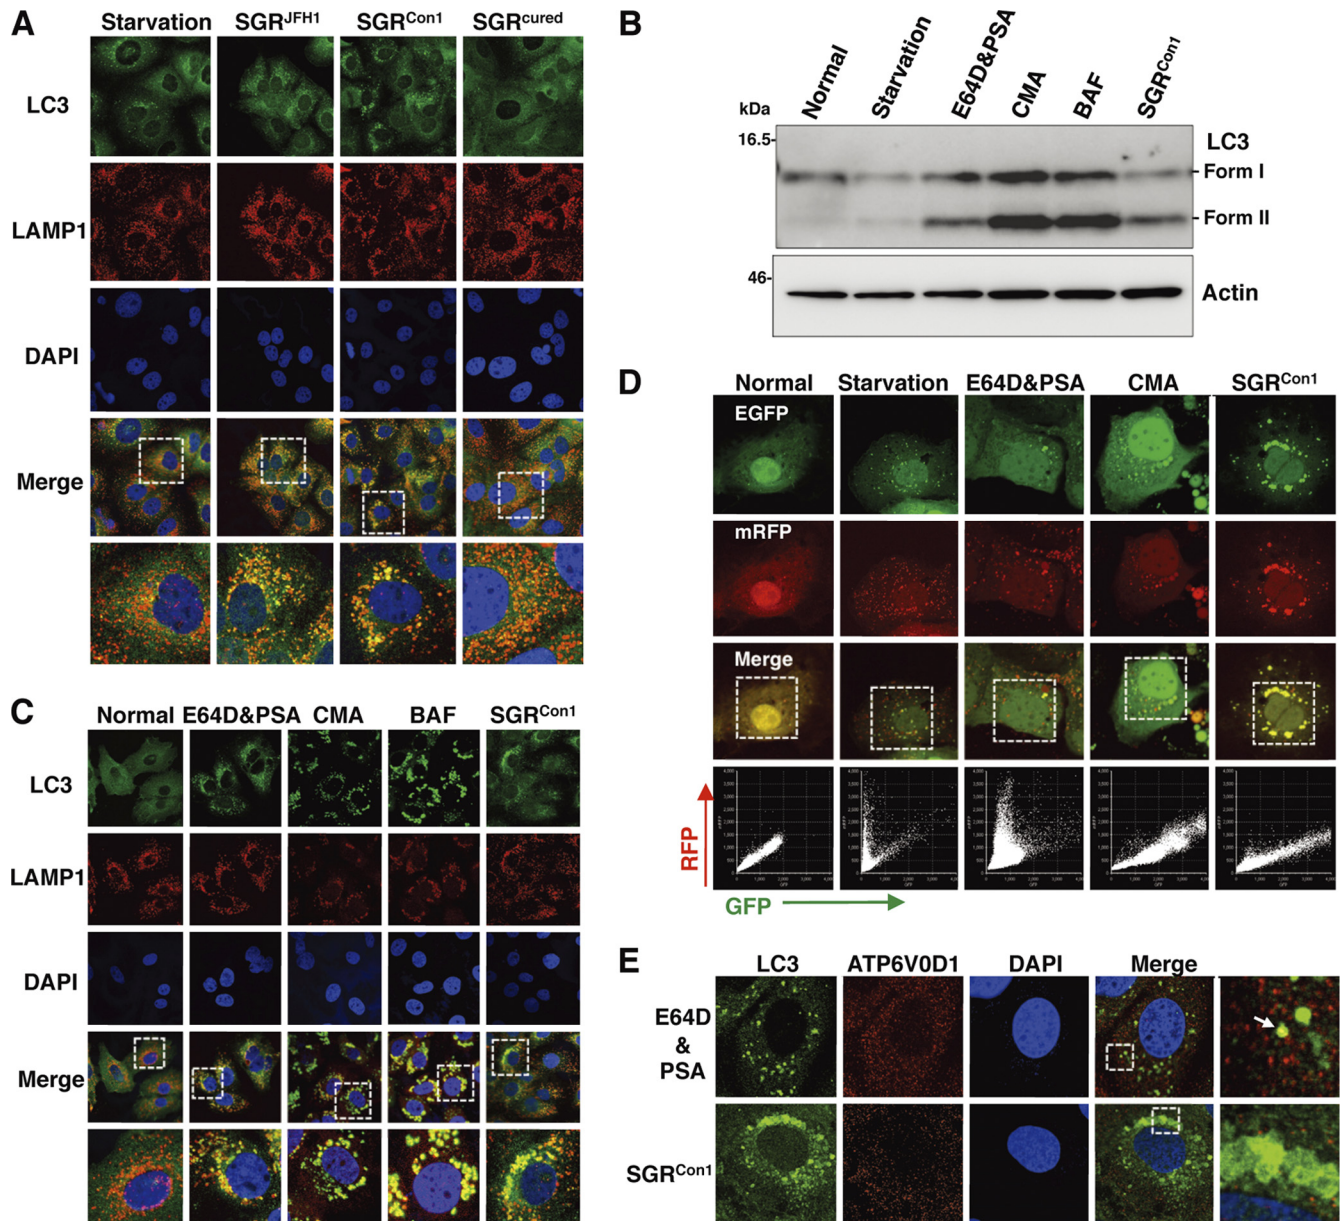 A
Starvation SGRJFH1 SGRCon1 SGRcured
LC3
LAMP1
DAPI
Merge
B
Normal Starvation E64D&PSA CMA BAF SGRCon1
kDa
16.5-
LC3
Form I
Form II
46-
Actin
C
Normal E64D&PSA CMA BAF SGRCon1
LC3
LAMP1
DAPI
Merge
D
Normal Starvation E64D&PSA CMA SGRCon1
EGFP
mRFP
Merge
RFP
GFP
E
LC3 ATP6V0D1 DAPI Merge
E64D
&
PSA
SGRCon1